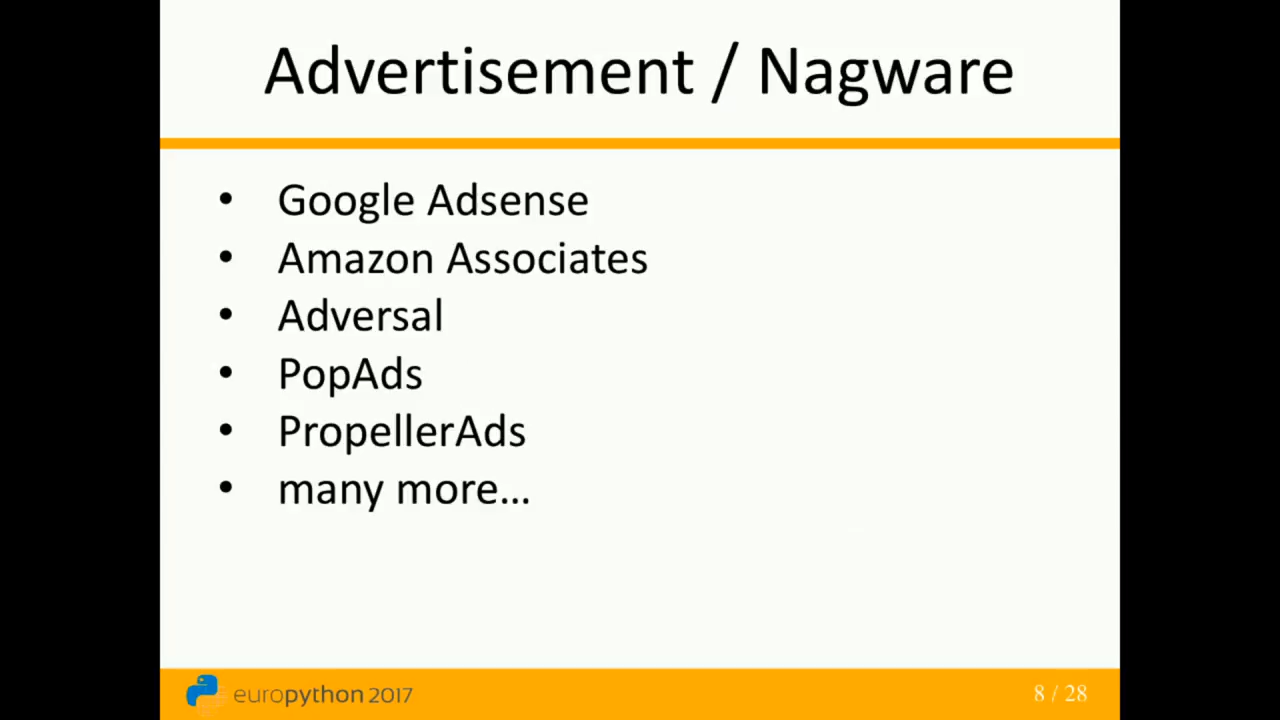 Advertisement / Nagware
• Google Adsense
• Amazon Associates
• Adversal
• PopAds
• PropellerAds
• many more…
europython 2017
8 / 28